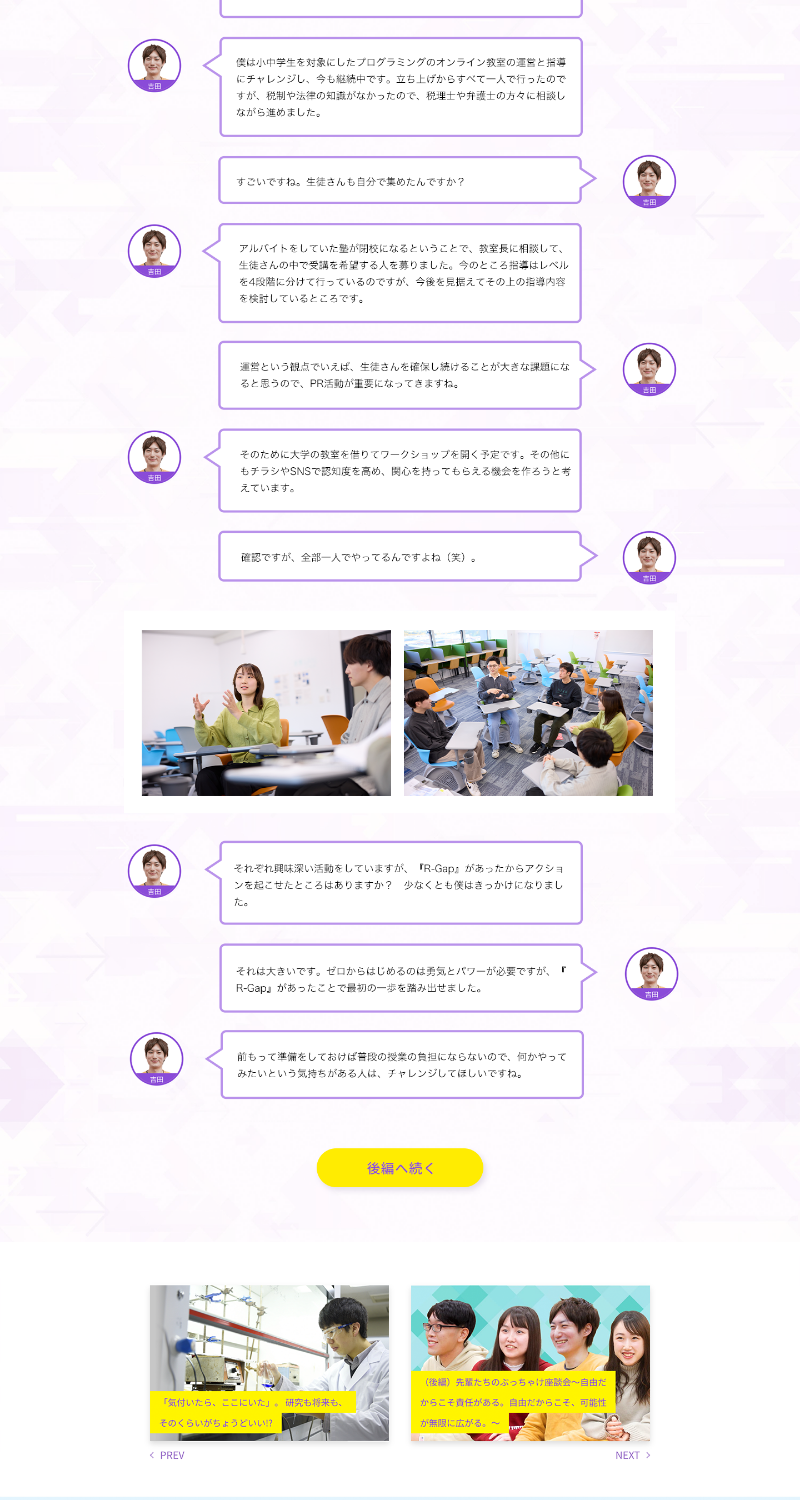 僕は小中学生を対象にしたプログラミングのオンライン教室の運営と指導
にチャレンジし、今も継続中です。立ち上げからすべて一人で行ったので
すが、税制や法律の知識がなかったので、税理士や弁護士の方々に相談し
ながら進めました。
吉田
すごいですね。生徒さんも自分で集めたんですか？
吉田
アルバイトをしていた塾が閉校になるということで、教室長に相談して、
生徒さんの中で受講を希望する人を募りました。今のところ指導はレベル
を4段階に分けて行っているのですが、今後を見据えてその上の指導内容
を検討しているところです。
吉田
運営という観点でいえば、生徒さんを確保し続けることが大きな課題にな
ると思うので、PR活動が重要になってきますね。
吉田
そのために大学の教室を借りてワークショップを開く予定です。その他に
もチラシやSNSで認知度を高め、関心を持ってもらえる機会を作ろうと考
えています。
吉田
確認ですが、全部一人でやってるんですよね（笑）。
吉田
それぞれ興味深い活動をしていますが、『R-Gap』があったからアクショ
ンを起こせたところはありますか？　少なくとも僕はきっかけになりまし
た。
吉田
それは大きいです。ゼロからはじめるのは勇気とパワーが必要ですが、『
R-Gap』があったことで最初の一歩を踏み出せました。
吉田
前もって準備をしておけば普段の授業の負担にならないので、何かやって
みたいという気持ちがある人は、チャレンジしてほしいですね。
吉田
後編へ続く
「気付いたら、ここにいた」。 研究も将来も、
そのくらいがちょうどいい!?
（後編）先輩たちのぶっちゃけ座談会〜自由だ
からこそ責任がある。自由だからこそ、可能性
が無限に広がる。〜
PREV
NEXT